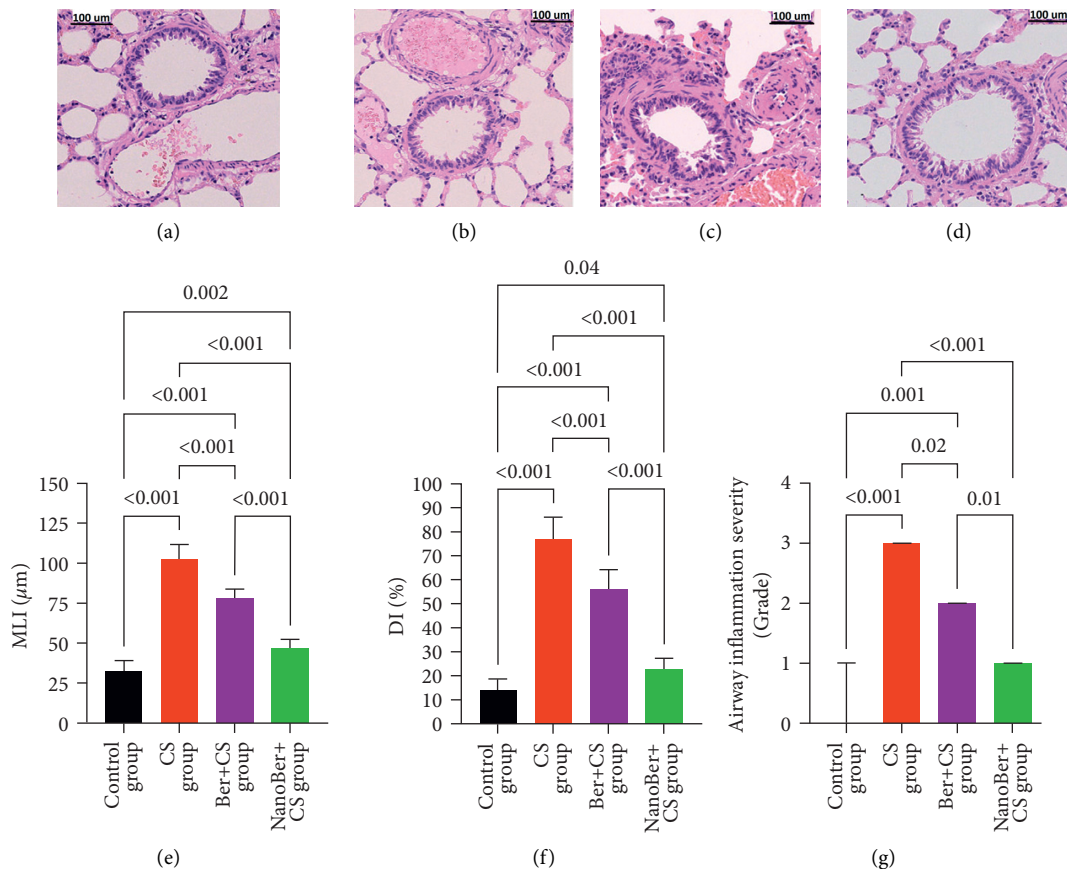 100 um
100 um
100 um
100 um
(a)
(b)
(c)
(d)
0.002
<0.001
<0.001
<0.001
<0.001
<0.001
MLI (μm)
150
125
100
75
50
25
0
Control group
CS group
Ber+CS group
NanoBer+ CS group
(e)
0.04
<0.001
<0.001
<0.001
<0.001
<0.001
DI (%)
100
90
80
70
60
50
40
30
20
10
0
Control group
CS group
Ber+CS group
NanoBer+ CS group
(f)
<0.001
0.001
0.02
<0.001
0.01
Airway inflamation severity
(Grade)
4
3
2
1
0
Control group
CS group
Ber+CS group
NanoBer+ CS group
(g)